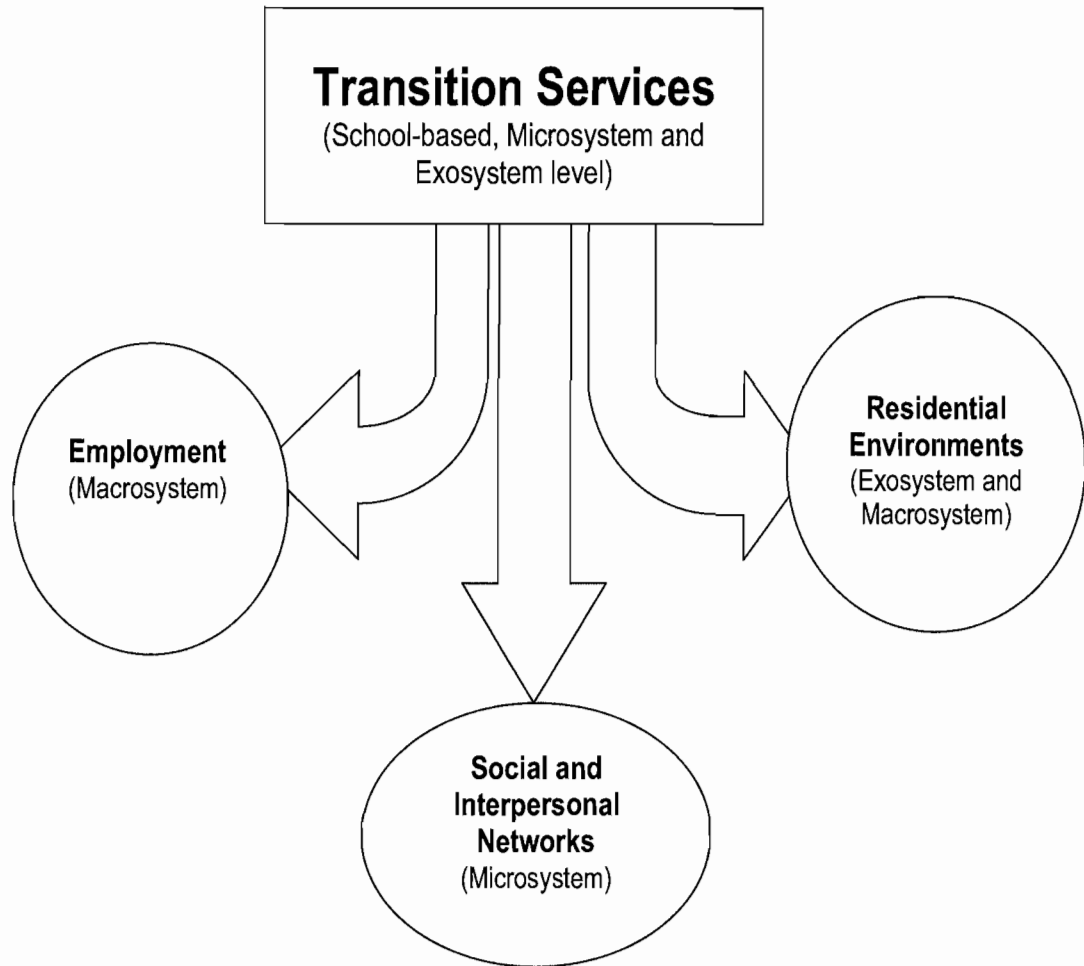 Transition Services
(School-based, Microsystem and
Exosystem level)
Employment
(Macrosystem)
Residential
Environments
(Exosystem and
Macrosystem)
Social and
Interpersonal
Networks
(Microsystem)